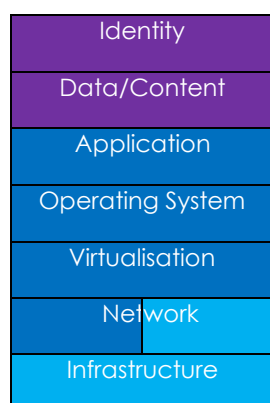 Identity
Data/Content
Application
Operating System
Virtualisation
Network
Infrastructure